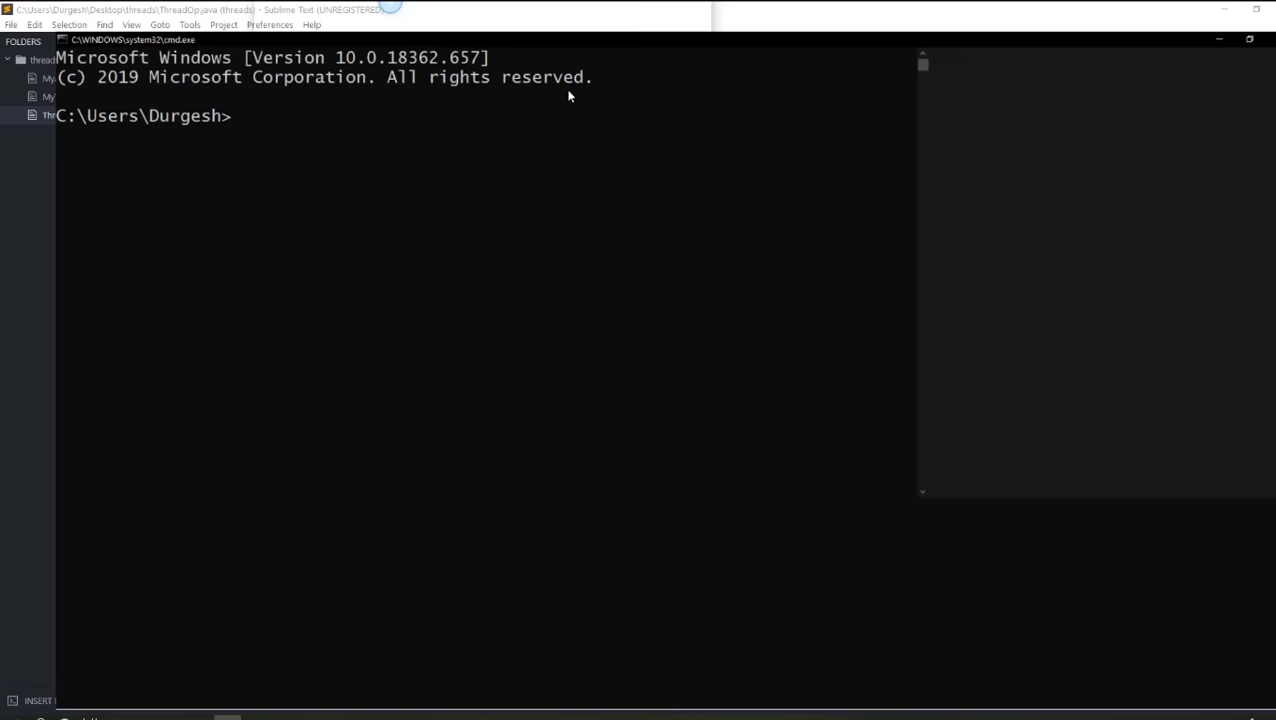 C:\Users\Durgesh\Desktop\threads\ThreadOp.java (threads) - Sublime Text (UNREGISTERED)
File Edit Selection Find View Goto Tools Project Preferences Help
FOLDERS
C:\WINDOWS\system32\cmd.exe
Microsoft Windows [Version 10.0.18362.657]
threa
(c) 2019 Microsoft Corporation. All rights reserved.
My
My
Thr
C:\Users\Durgesh>
INSERT